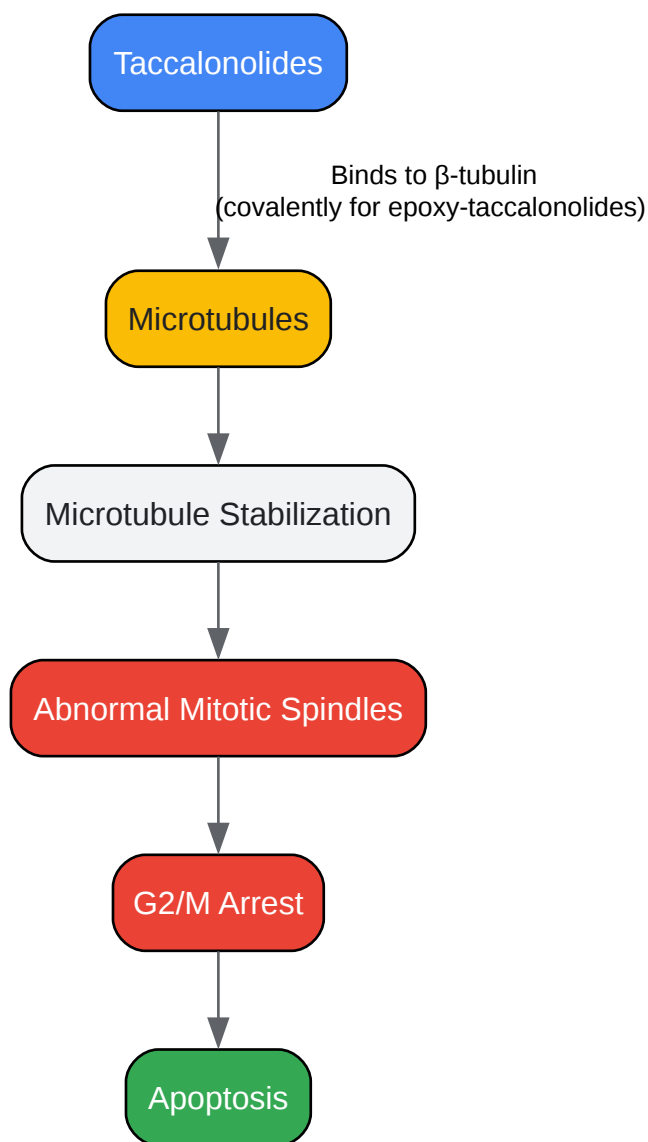 Taccalonolides
Binds to β-tubulin
(covalently for epoxy-taccalonolides)
Microtubules
Microtubule Stabilization
Abnormal Mitotic Spindles
G2/M Arrest
Apoptosis